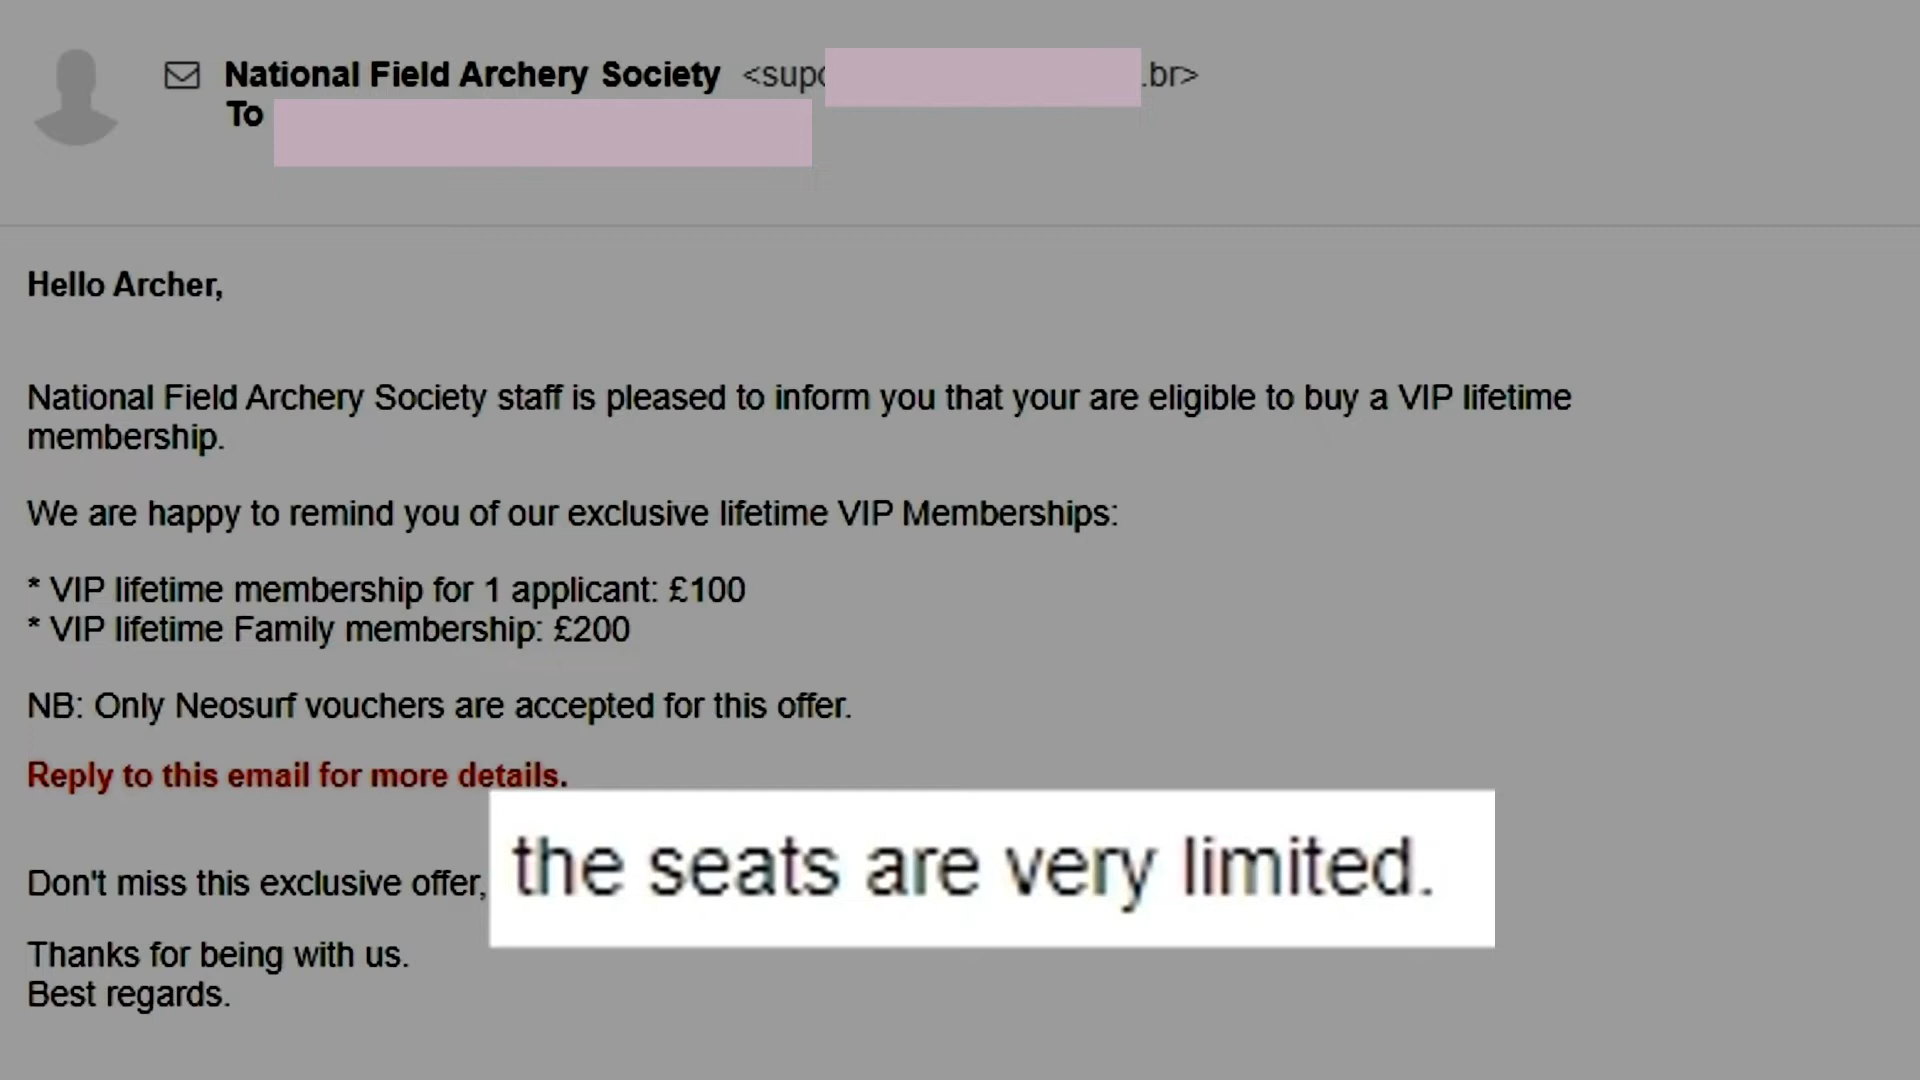 National Field Archery Society <sup .br>
To
Hello Archer,
National Field Archery Society staff is pleased to inform you that your are eligible to buy a VIP lifetime
membership.
We are happy to remind you of our exclusive lifetime VIP Memberships:
* VIP lifetime membership for 1 applicant: £100
* VIP lifetime Family membership: £200
NB: Only Neosurf vouchers are accepted for this offer.
Reply to this email for more details.
Don't miss this exclusive offer, the seats are very limited.
Thanks for being with us.
Best regards.